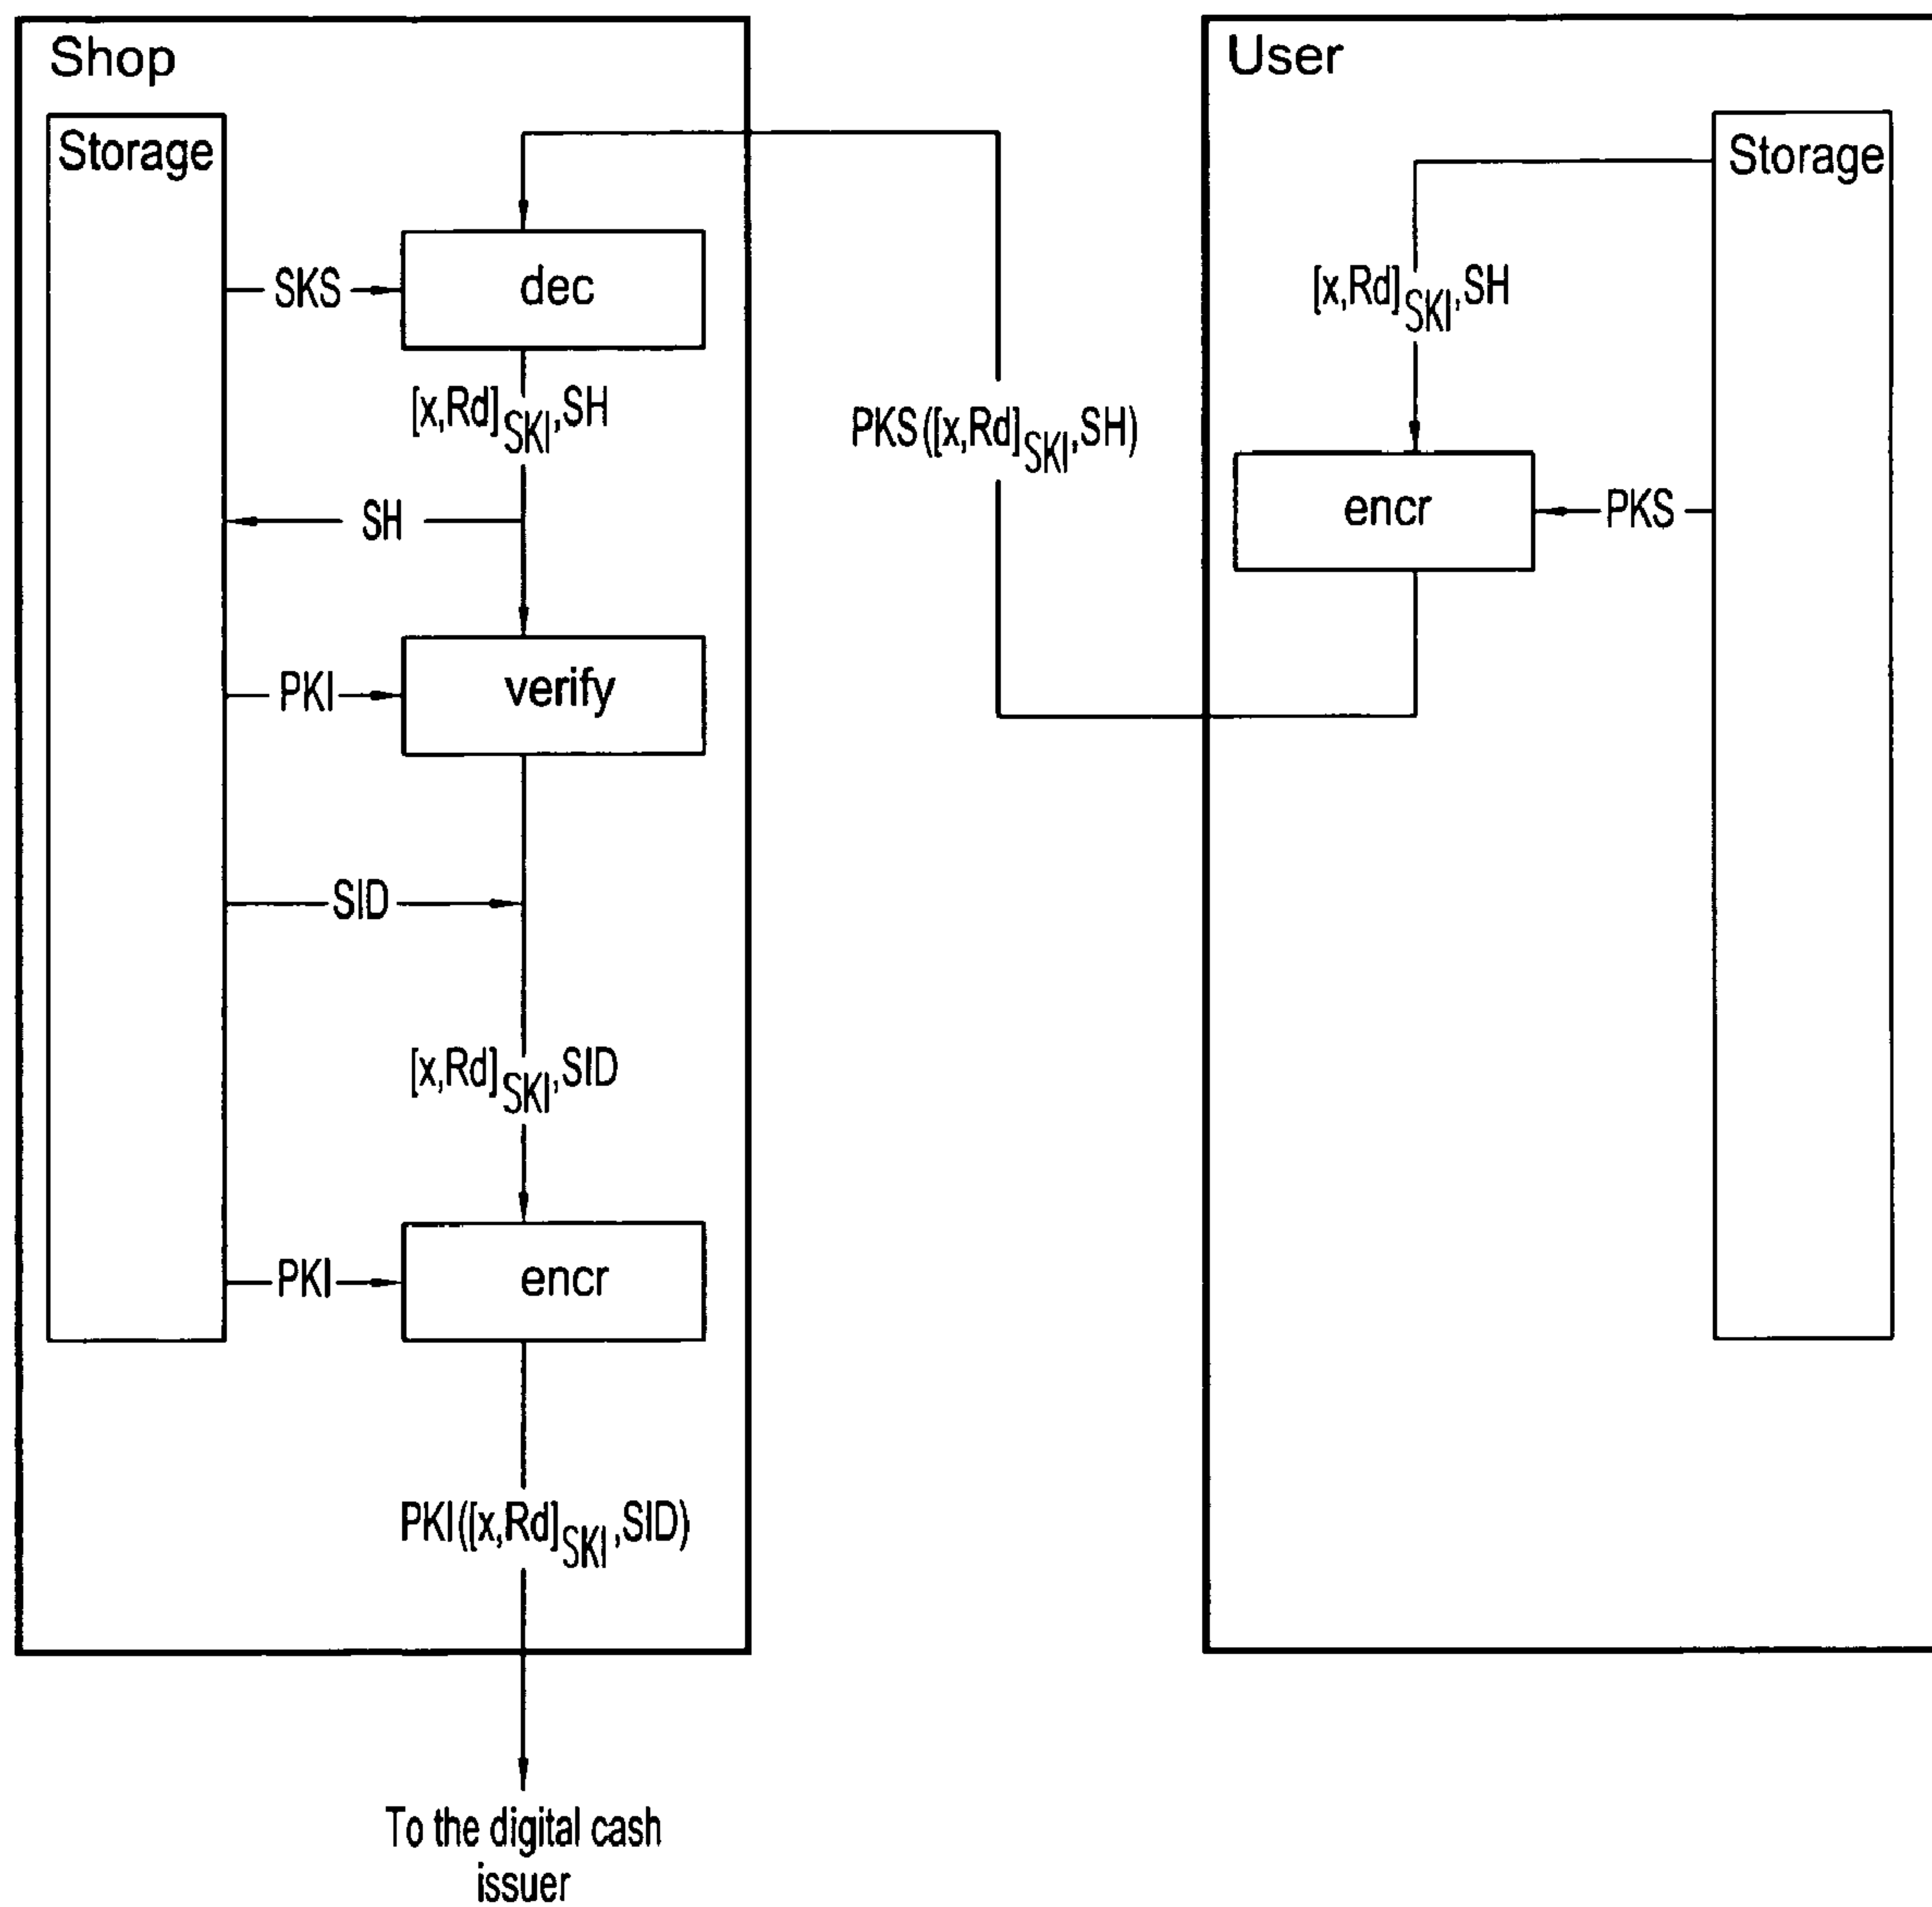 Shop
Storage
SKS
dec
[x,Rd]SKI,SH
SH
PKI
verify
SID
[x,Rd]SKI,SID
PKI
encr
PKI([x,Rd]SKI,SID)
To the digital cash
issuer
PKS([x,Rd]SKI,SH)
User
Storage
[x,Rd]SKI,SH
encr
PKS